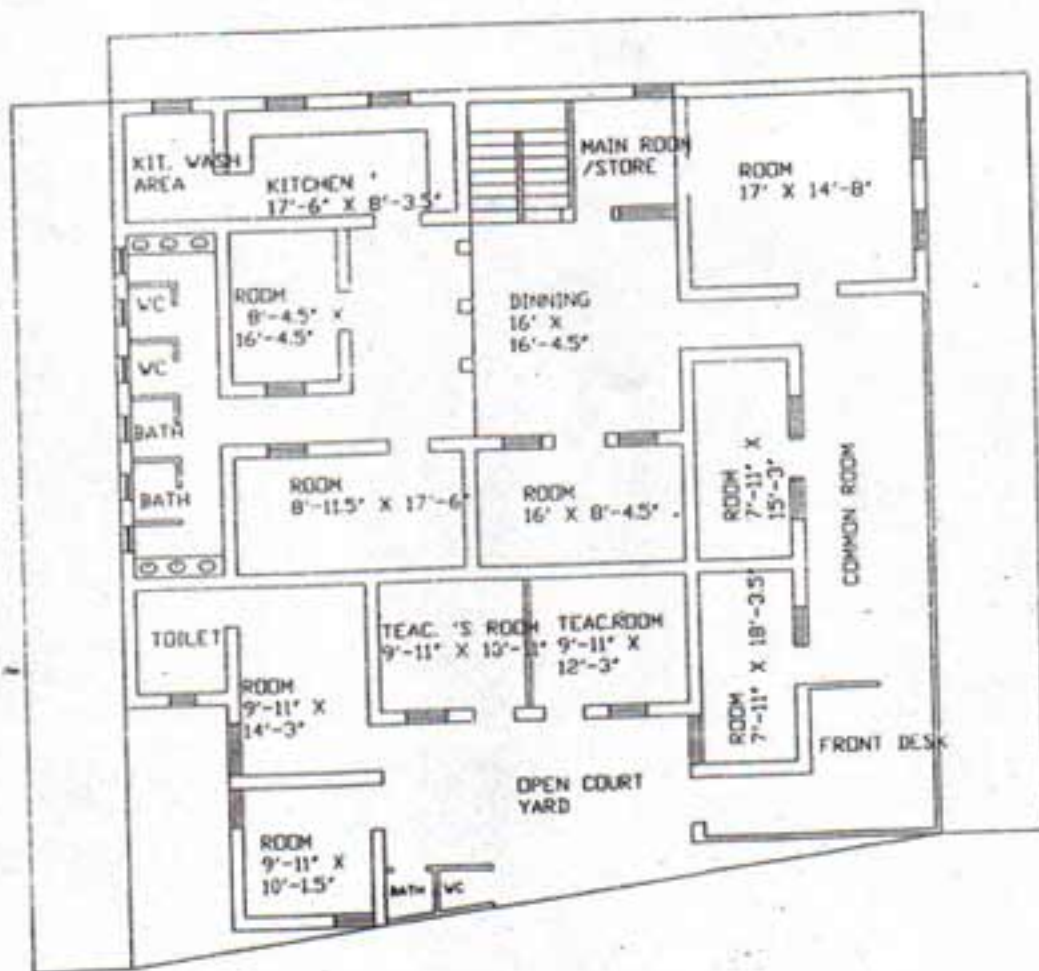 KIT. WASH
AREA
KITCHEN
17'-6" X 8'-3.5"
MAIN ROOM
/STORE
ROOM
17' X 14'-8"
WC
ROOM
8'-4.5" X
16'-4.5"
DINNING
16' X
16'-4.5"
WC
BATH
BATH
ROOM
8'-11.5" X 17'-6"
ROOM
16' X 8'-4.5"
ROOM
7'-11" X
15'-3"
COMMON ROOM
TOILET
TEAC. 'S ROOM
TEAC.ROOM
9'-11" X
12'-3"
ROOM
7'-11" X 18'-3.5"
ROOM
9'-11" X
14'-3"
FRONT DESK
OPEN COURT
YARD
ROOM
9'-11" X
10'-1.5"
BATH
WC